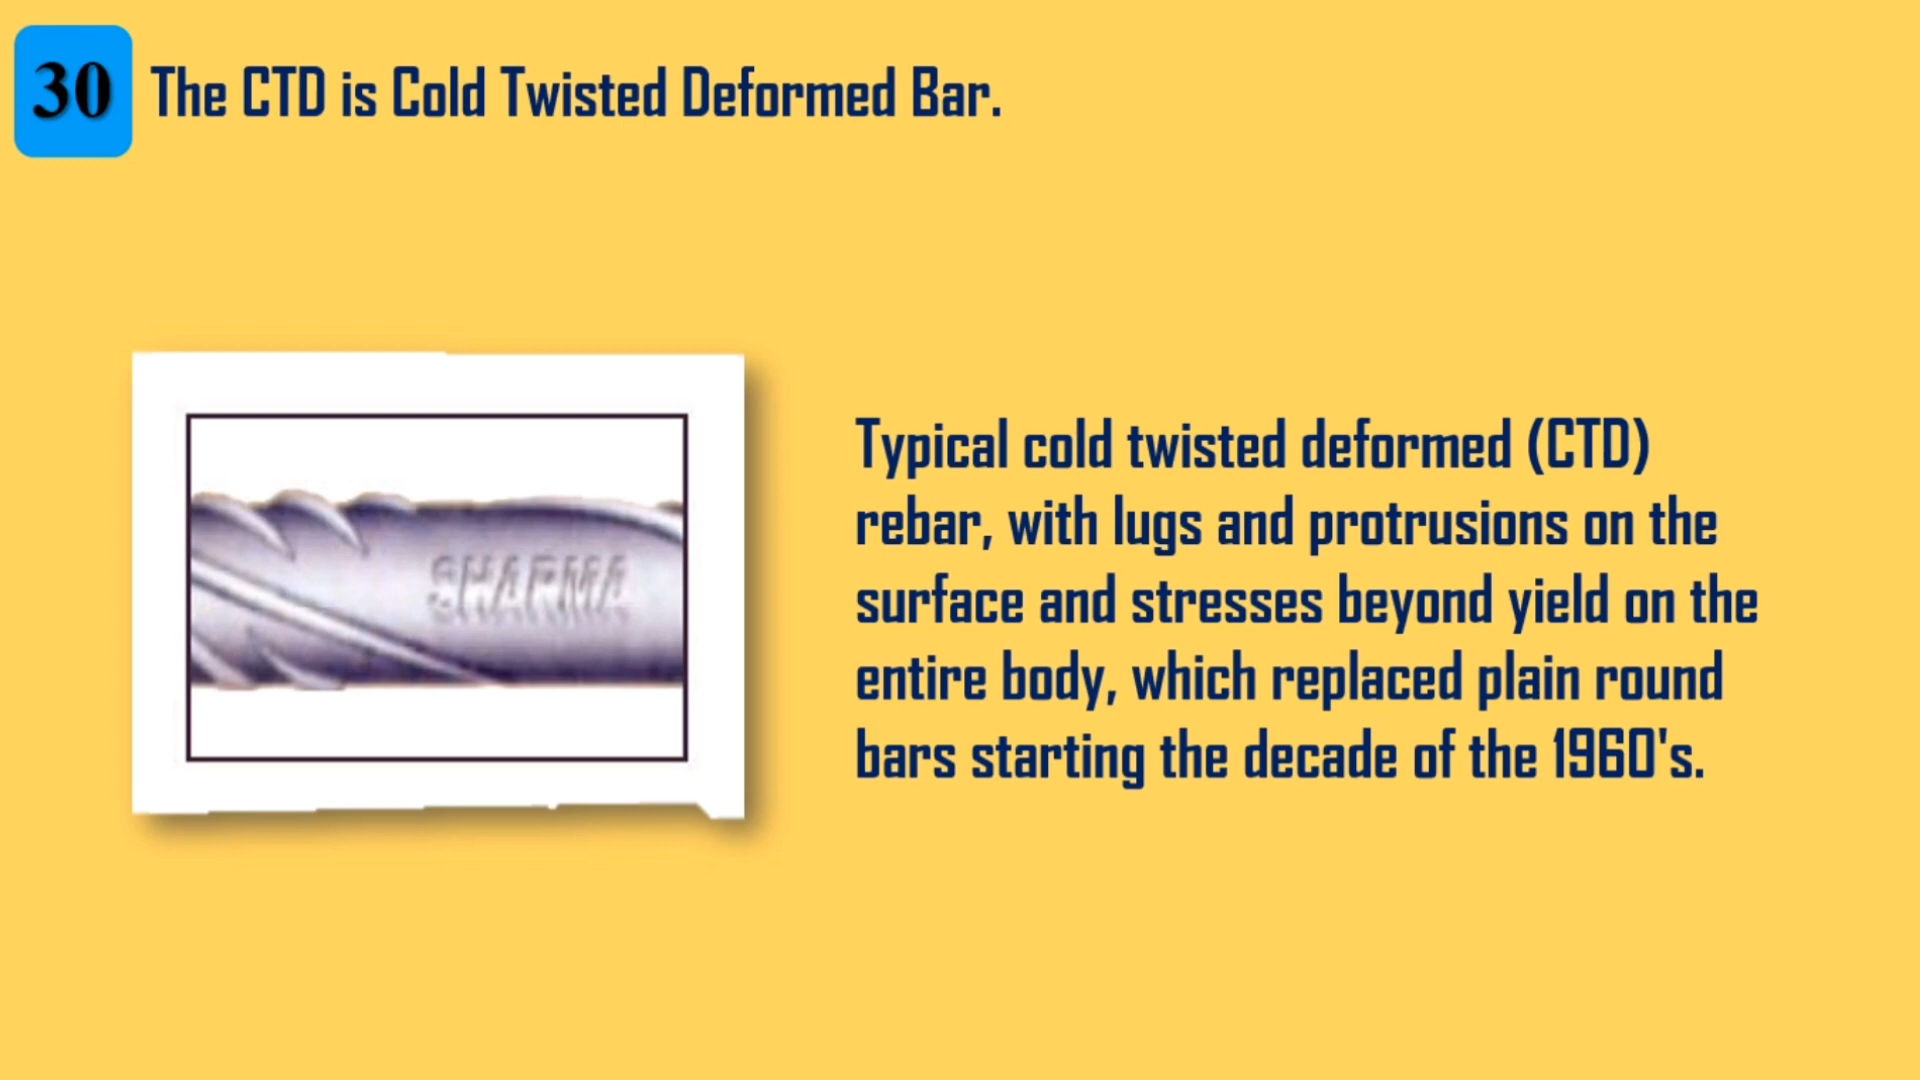 30 The CTD is Cold Twisted Deformed Bar.
SHARMA
Typical cold twisted deformed (CTD)
rebar, with lugs and protrusions on the
surface and stresses beyond yield on the
entire body, which replaced plain round
bars starting the decade of the 1960's.